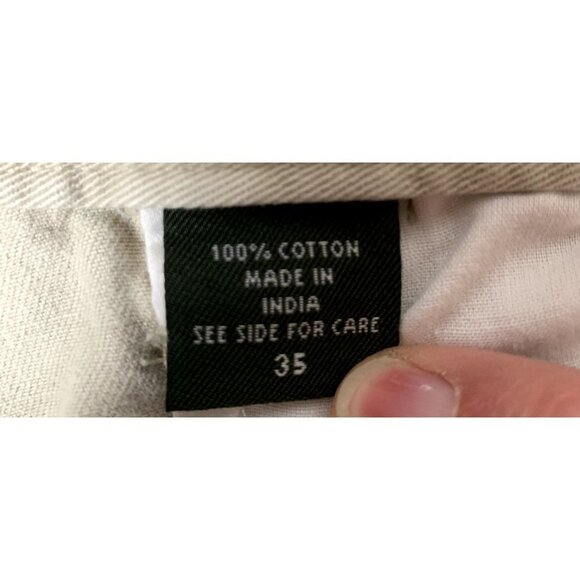 100% COTTON
MADE IN
INDIA
SEE SIDE FOR CARE
35